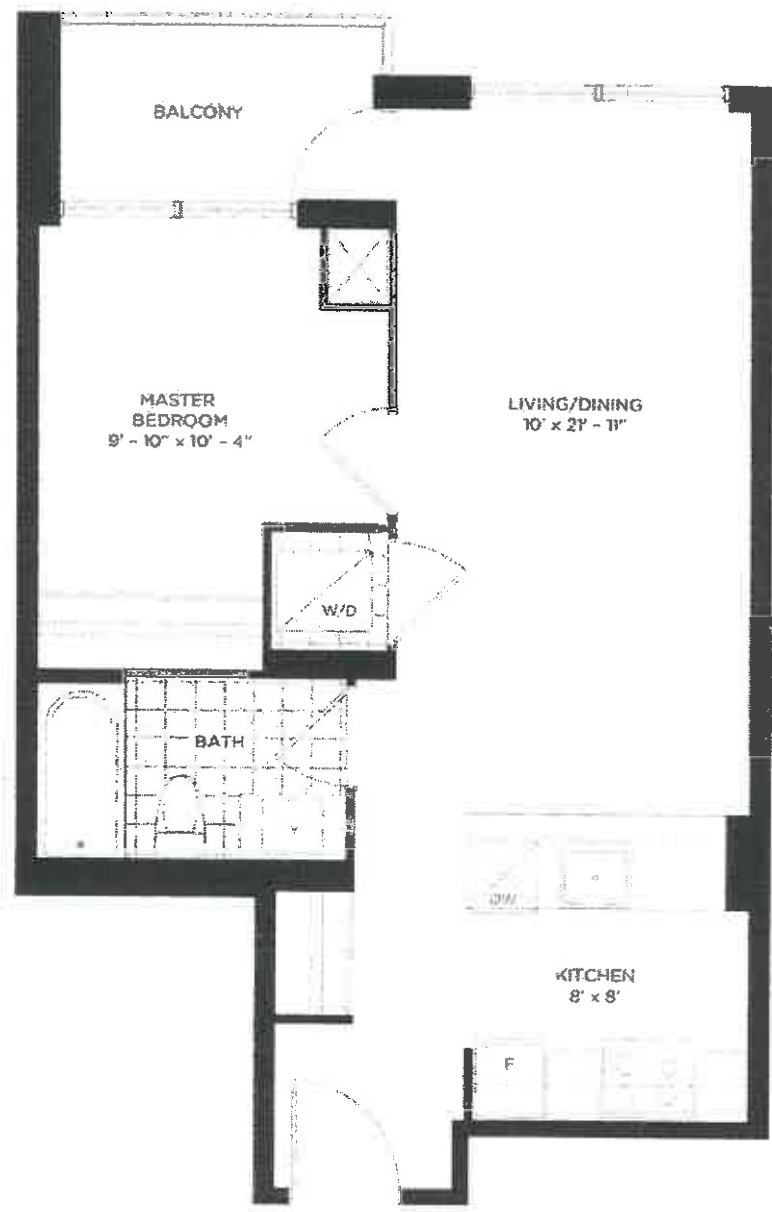 BALCONY
MASTER
BEDROOM
9' - 10" x 10' - 4"
LIVING/DINING
10' x 21' - 11"
W/D
BATH
DW
KITCHEN
8' x 8'
F